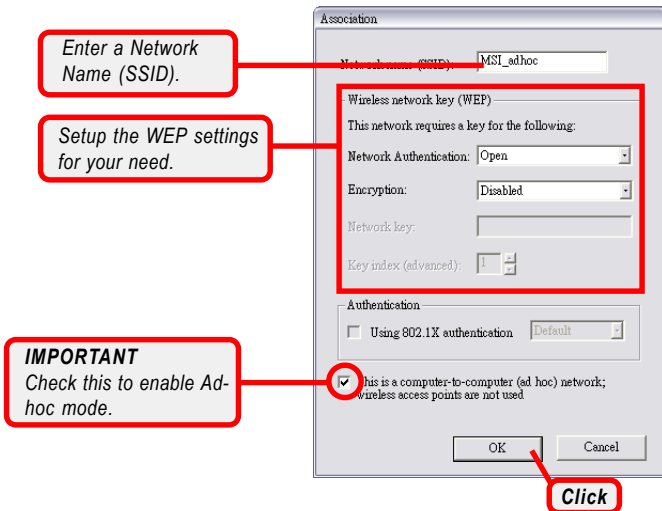 Association
Enter a Network
Name (SSID).
Network name (SSID): MSI_adhoc
Wireless network key (WEP)
This network requires a key for the following:
Setup the WEP settings
for your need.
Network Authentication: Open
Encryption: Disabled
Network key:
Key index (advanced): 1
Authentication
Using 802.1X authentication Default
IMPORTANT
Check this to enable Ad-
hoc mode.
This is a computer-to-computer (ad hoc) network;
wireless access points are not used
OK Cancel
Click